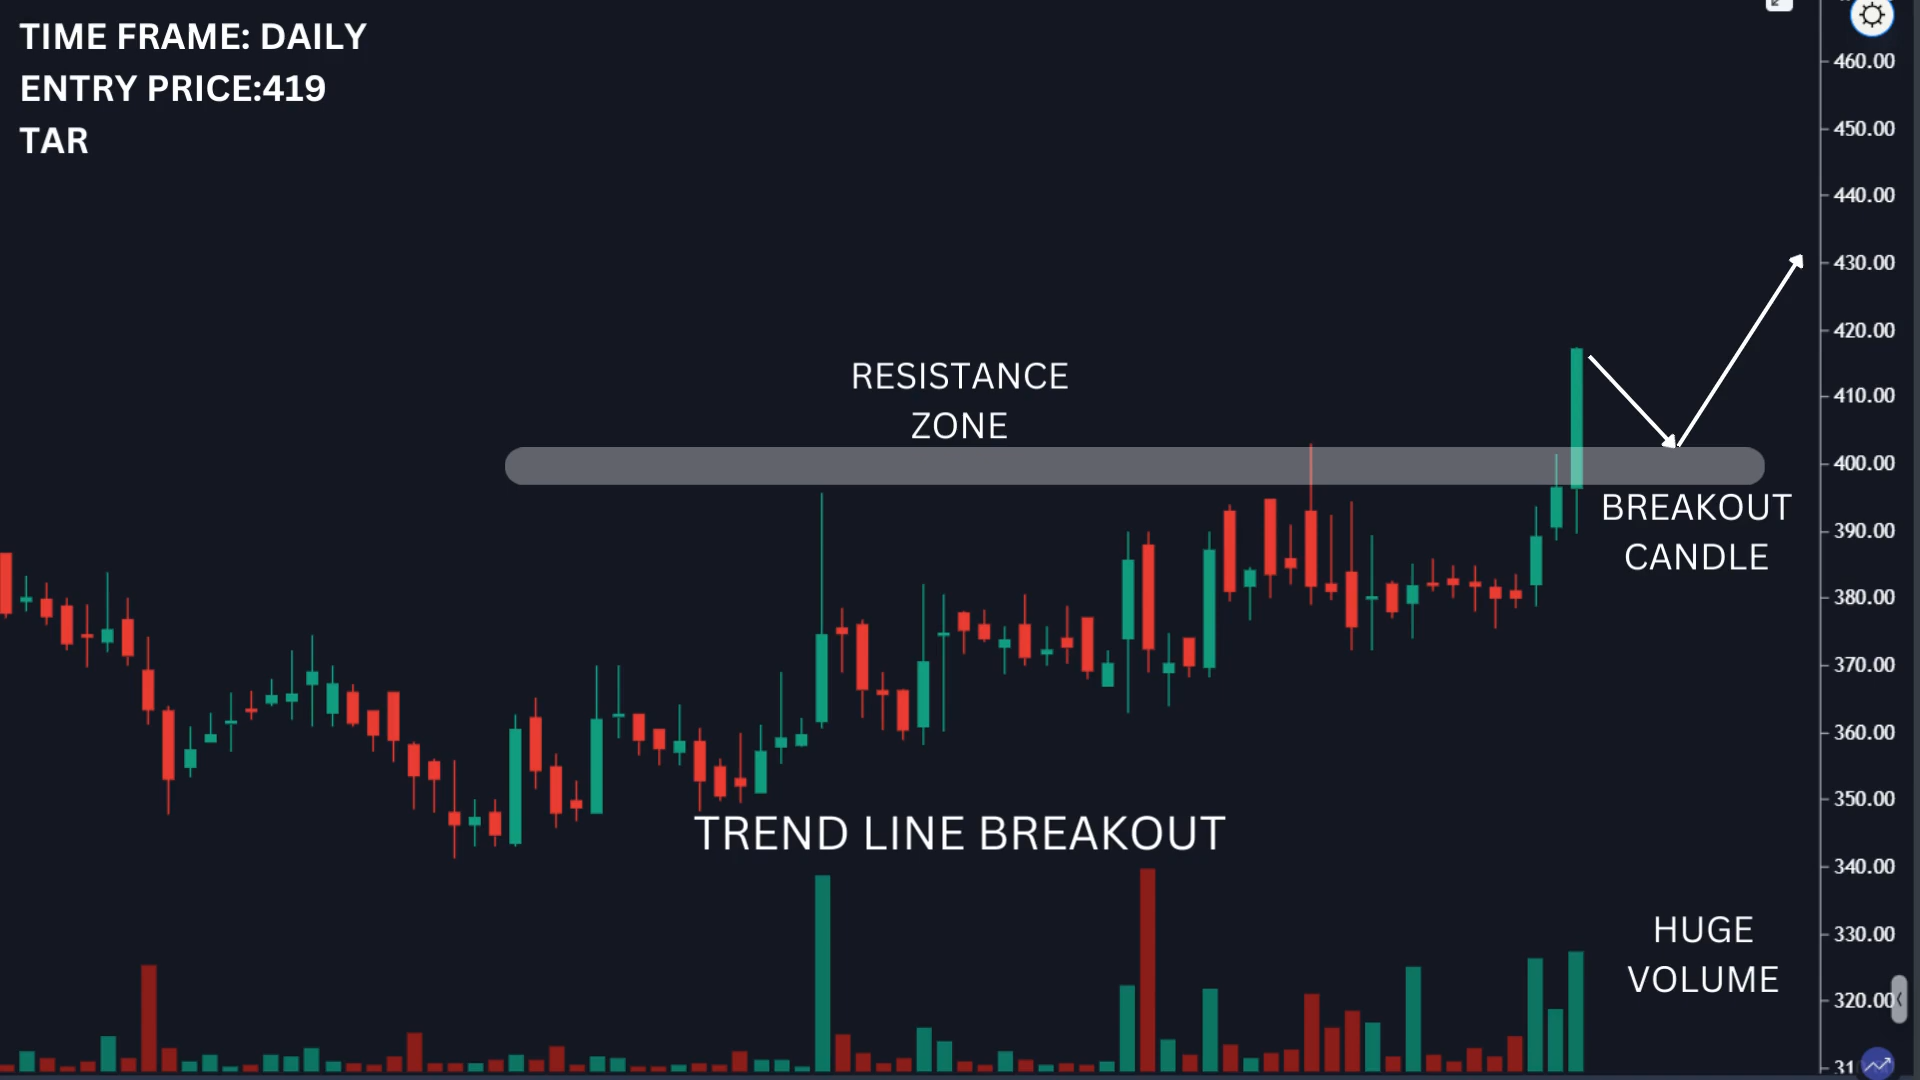 TIME FRAME: DAILY
ENTRY PRICE:419
TAR
460.00
450.00
440.00
430.00
420.00
RESISTANCE
ZONE
410.00
400.00
BREAKOUT
CANDLE
390.00
380.00
370.00
360.00
350.00
TREND LINE BREAKOUT
340.00
HUGE
VOLUME
330.00
320.00
31